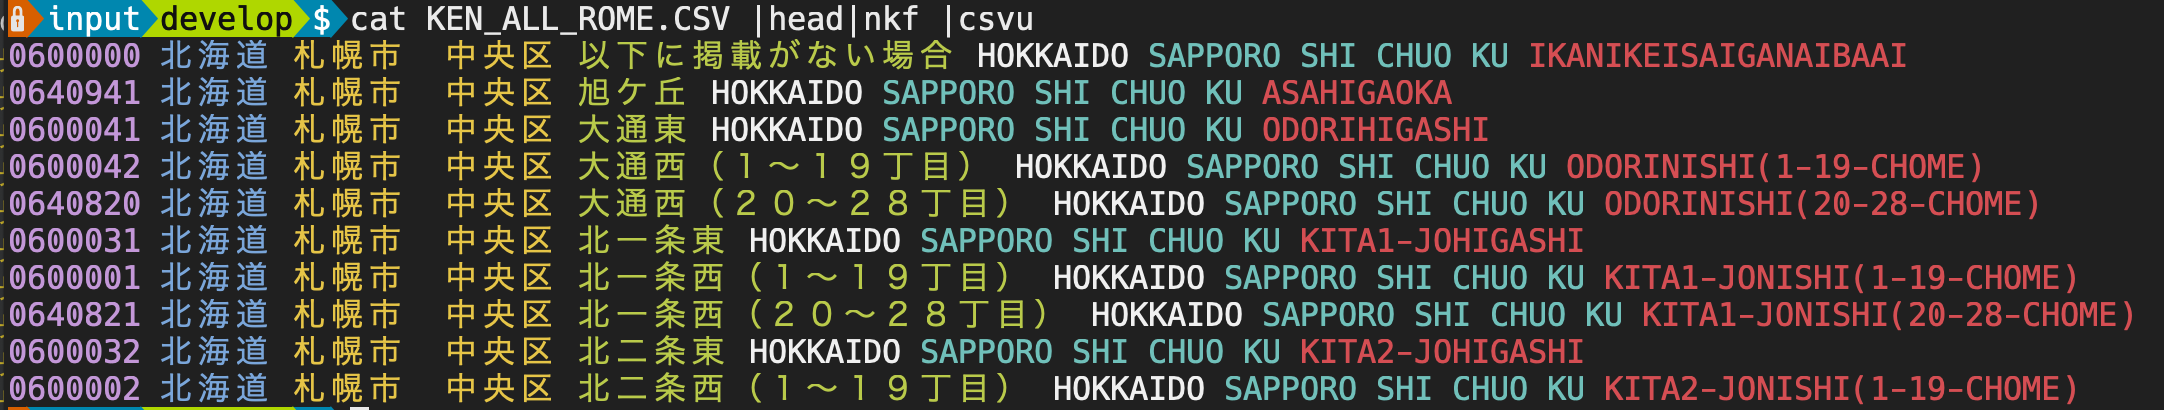 input develop $ cat KEN_ALL_ROME.CSV |head|nkf |csvu
0600000 北海道 札幌市　中央区 以下に掲載がない場合 HOKKAIDO SAPPORO SHI CHUO KU IKANIKEISAIGANAIBAAI
0640941 北海道 札幌市　中央区 旭ケ丘 HOKKAIDO SAPPORO SHI CHUO KU ASAHIGAOKA
0600041 北海道 札幌市　中央区 大通東 HOKKAIDO SAPPORO SHI CHUO KU ODORIHIGASHI
0600042 北海道 札幌市　中央区 大通西（１～１９丁目） HOKKAIDO SAPPORO SHI CHUO KU ODORINISHI(1-19-CHOME)
0640820 北海道 札幌市　中央区 大通西（２０～２８丁目） HOKKAIDO SAPPORO SHI CHUO KU ODORINISHI(20-28-CHOME)
0600031 北海道 札幌市　中央区 北一条東 HOKKAIDO SAPPORO SHI CHUO KU KITA1-JOHIGASHI
0600001 北海道 札幌市　中央区 北一条西（１～１９丁目） HOKKAIDO SAPPORO SHI CHUO KU KITA1-JONISHI(1-19-CHOME)
0640821 北海道 札幌市　中央区 北一条西（２０～２８丁目） HOKKAIDO SAPPORO SHI CHUO KU KITA1-JONISHI(20-28-CHOME)
0600032 北海道 札幌市　中央区 北二条東 HOKKAIDO SAPPORO SHI CHUO KU KITA2-JOHIGASHI
0600002 北海道 札幌市　中央区 北二条西（１～１９丁目） HOKKAIDO SAPPORO SHI CHUO KU KITA2-JONISHI(1-19-CHOME)